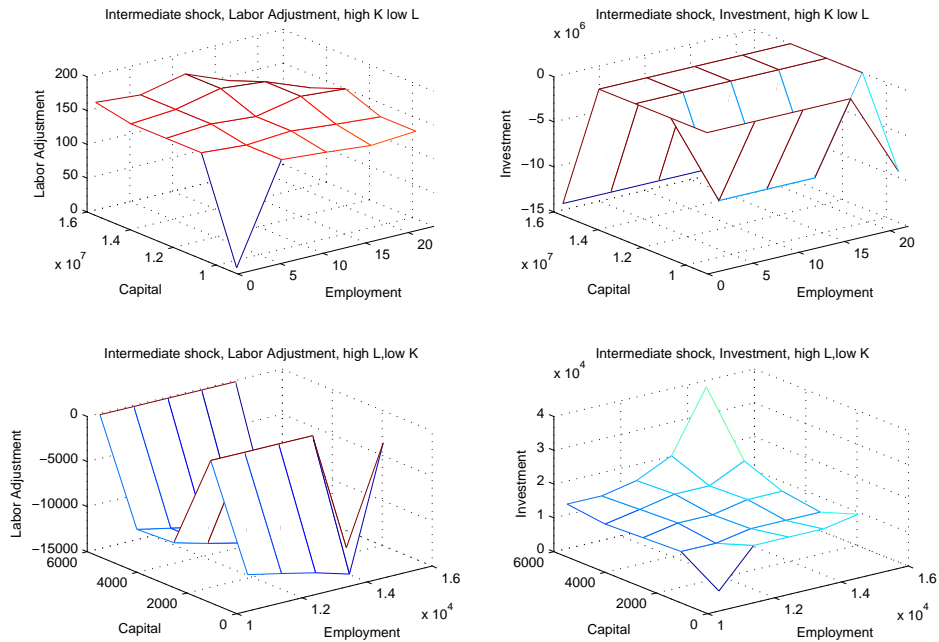 Intermediate shock, Labor Adjustment, high K low L
200
150
100
50
0
Labor Adjustment
1.6
1.4
1.2
1
x 10^7
Capital
0
5
10
15
20
Employment
Intermediate shock, Investment, high K low L
x 10^6
0
−5
−10
−15
Investment
1.6
1.4
1.2
1
x 10^7
Capital
0
5
10
15
20
Employment
Intermediate shock, Labor Adjustment, high L,low K
0
−5000
−10000
−15000
Labor Adjustment
6000
4000
2000
0
Capital
1
1.2
1.4
1.6
x 10^4
Employment
Intermediate shock, Investment, high L,low K
x 10^4
4
3
2
1
0
Investment
6000
4000
2000
0
Capital
1
1.2
1.4
1.6
x 10^4
Employment